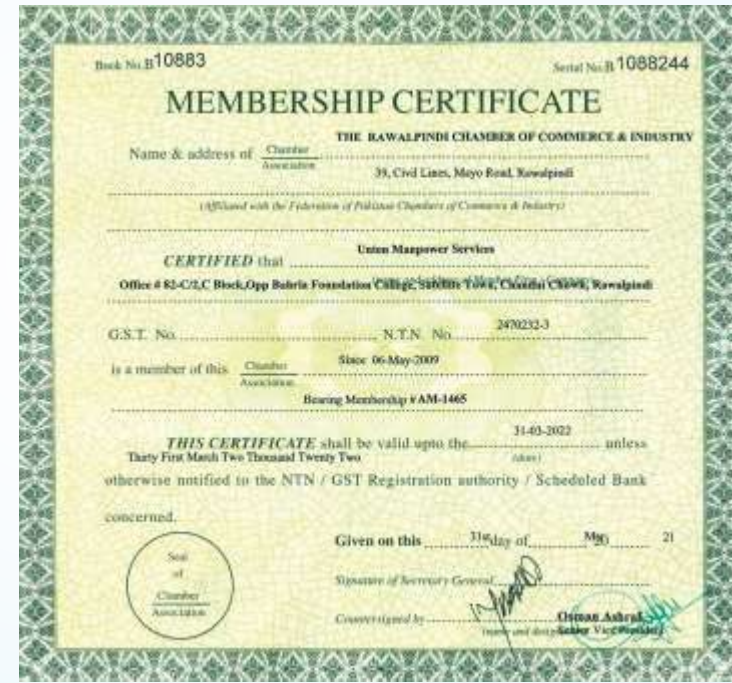 Book No.B10883
Serial No.B 1088244
MEMBERSHIP CERTIFICATE
THE RAWALPINDI CHAMBER OF COMMERCE & INDUSTRY
Name & address of Chamber
Association
39, Civil Lines, Mayo Road, Rawalpindi
(Affiliated with the Federation of Pakistan Chambers of Commerce & Industry)
CERTIFIED that Union Manpower Services
Office # 82-C/2,C Block,Opp Bahria Foundation College, Satellite Town, Chandni Chowk, Rawalpindi
G.S.T. No. N.T.N. No. 2470232-3
is a member of this Chamber Since 06-May-2009
Association
Bearing Membership # AM-1465
THIS CERTIFICATE shall be valid upto the 31-03-2022 unless
Thirty First March Two Thousand Twenty Two (date)
otherwise notified to the NTN / GST Registration authority / Scheduled Bank
concerned.
Given on this 31st day of 21
Seal
of
Chamber
Association
Signature of Secretary General
Countersigned by Osman Ashraf
Senior Vice President